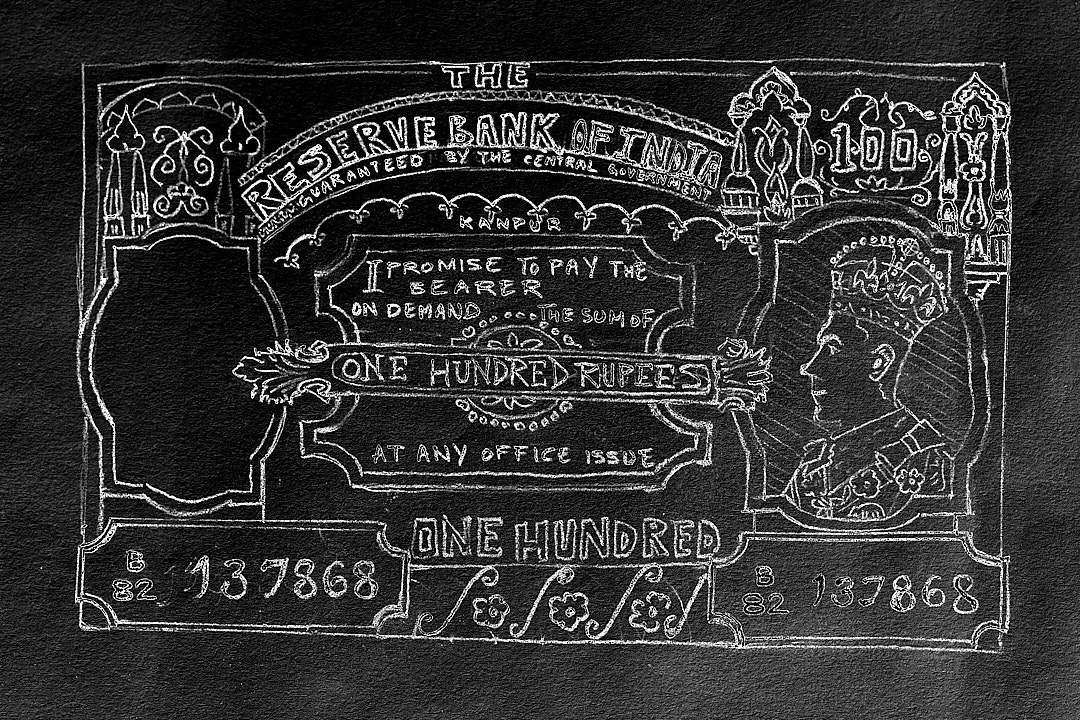 THE
RESERVE BANK OF INDIA
GUARANTEED BY THE CENTRAL GOVERNMENT
100
KANPUR
I PROMISE TO PAY THE
BEARER
ON DEMAND THE SUM OF
ONE HUNDRED RUPEES
AT ANY OFFICE ISSUE
ONE HUNDRED
B
82 137868
B
82 137868